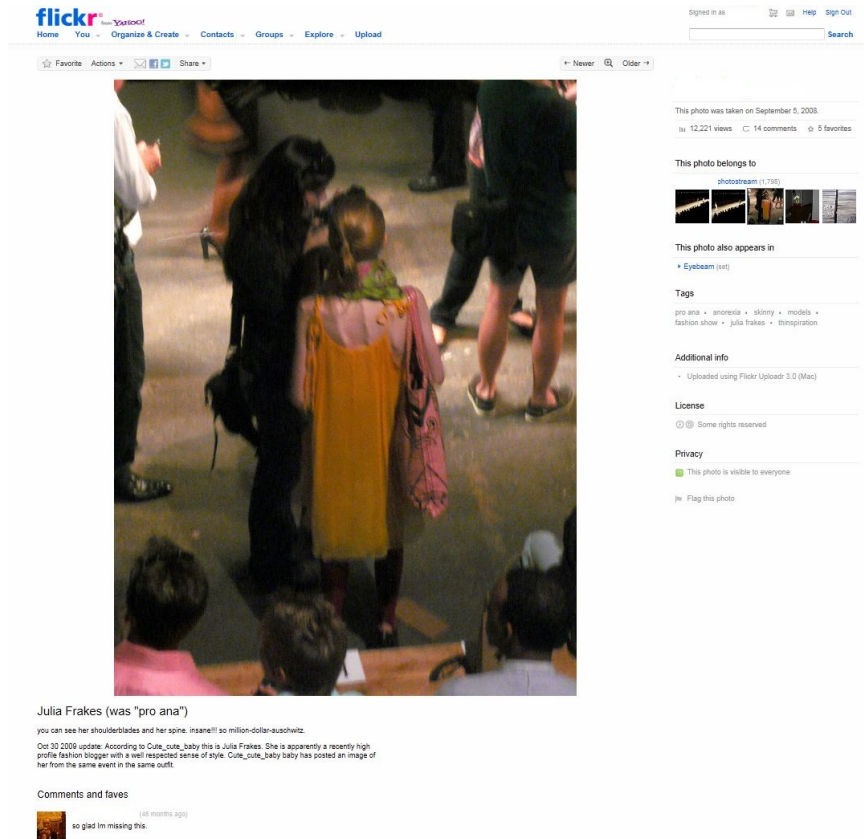 flickr from YAHOO!
Signed in as Help Sign Out
Home You Organize & Create Contacts Groups Explore Upload
Search
Favorite Actions Share
← Newer Older →
This photo was taken on September 5, 2008.
12,221 views 14 comments 5 favorites
This photo belongs to
photostream (1,798)
This photo also appears in
Eyebeam (set)
Tags
pro ana • anorexia • skinny • models •
fashion show • julia frakes • thinspiration
Additional info
• Uploaded using Flickr Uploadr 3.0 (Mac)
License
Some rights reserved
Privacy
This photo is visible to everyone
Flag this photo
Julia Frakes (was "pro ana")
you can see her shoulderblades and her spine. insane!!! so million-dollar-auschwitz.
Oct 30 2009 update: According to Cute_cute_baby this is Julia Frakes. She is apparently a recently high
profile fashion blogger with a well respected sense of style. Cute_cute_baby baby has posted an image of
her from the same event in the same outfit.
Comments and faves
(46 months ago)
so glad Im missing this.